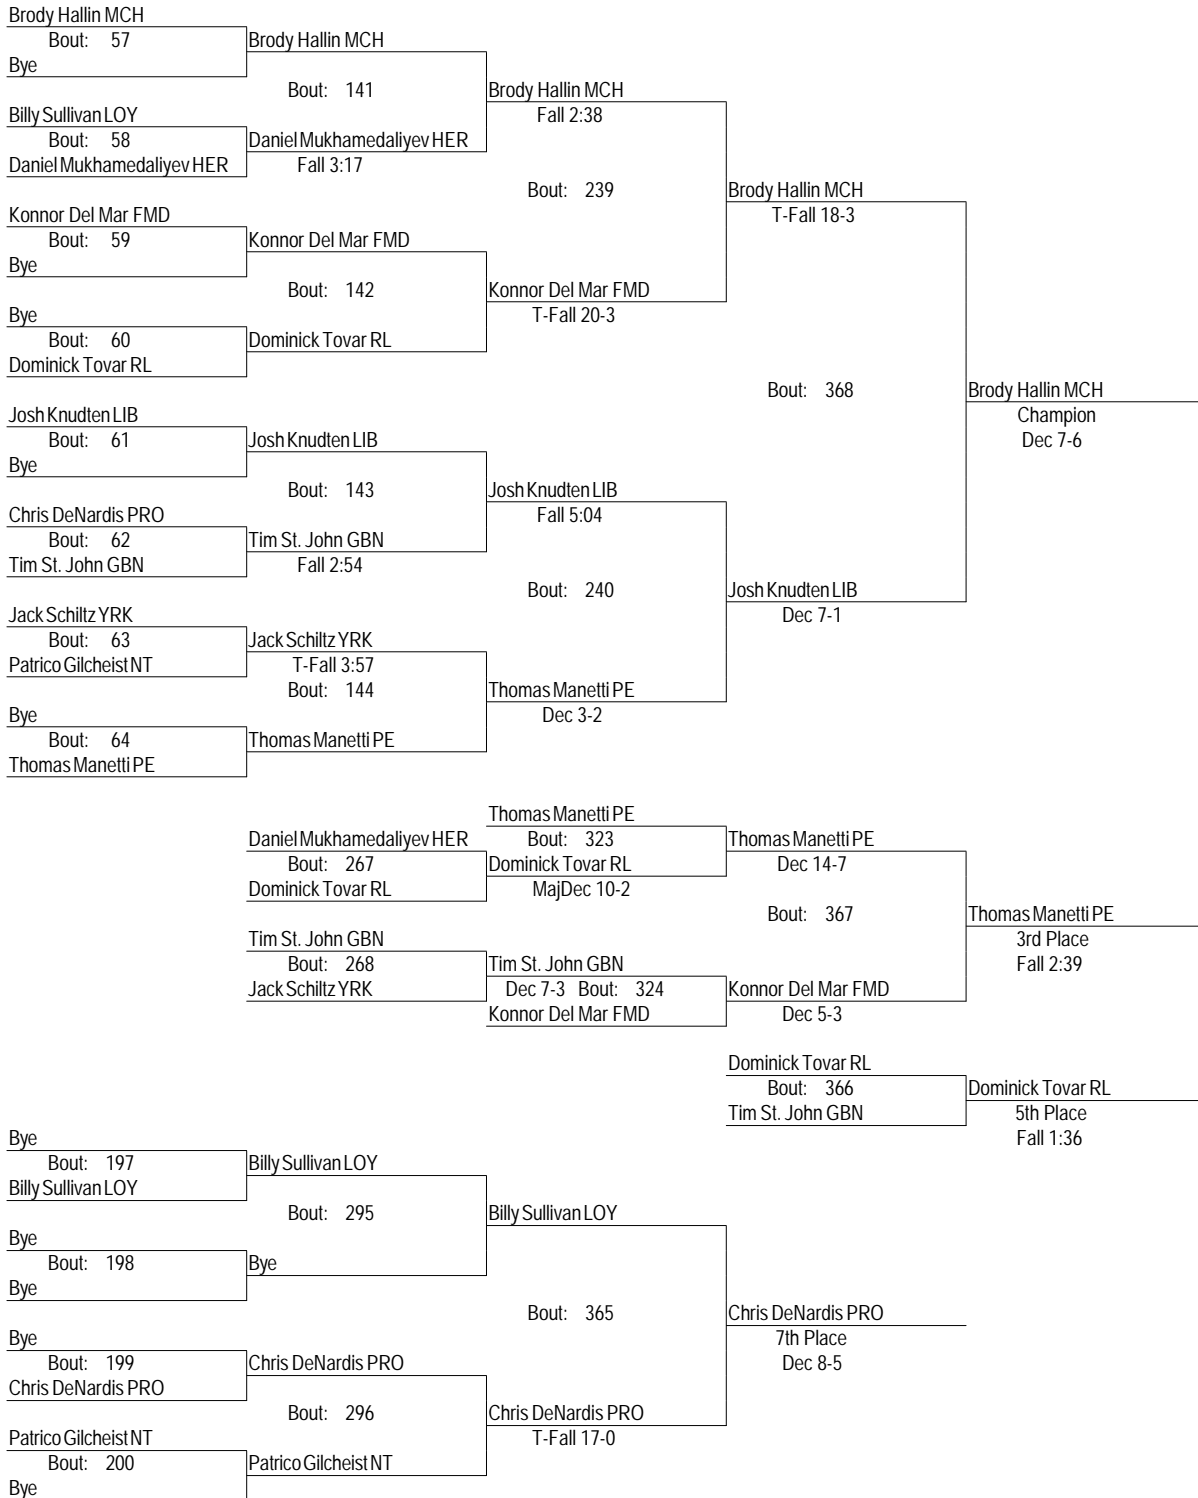 Brody Hallin MCH
Bout: 57
Brody Hallin MCH
Bye
Bout: 141
Brody Hallin MCH
Billy Sullivan LOY
Fall 2:38
Bout: 58
Daniel Mukhamedaliyev HER
Daniel Mukhamedaliyev HER
Fall 3:17
Bout: 239
Brody Hallin MCH
Konnor Del Mar FMD
T-Fall 18-3
Bout: 59
Konnor Del Mar FMD
Bye
Bout: 142
Konnor Del Mar FMD
Bye
T-Fall 20-3
Bout: 60
Dominick Tovar RL
Dominick Tovar RL
Bout: 368
Brody Hallin MCH
Josh Knudten LIB
Champion
Bout: 61
Josh Knudten LIB
Dec 7-6
Bye
Bout: 143
Josh Knudten LIB
Chris DeNardis PRO
Fall 5:04
Bout: 62
Tim St. John GBN
Tim St. John GBN
Fall 2:54
Bout: 240
Josh Knudten LIB
Jack Schiltz YRK
Dec 7-1
Bout: 63
Jack Schiltz YRK
Patrico Gilcheist NT
T-Fall 3:57
Bout: 144
Thomas Manetti PE
Bye
Dec 3-2
Bout: 64
Thomas Manetti PE
Thomas Manetti PE
Thomas Manetti PE
Daniel Mukhamedaliyev HER
Bout: 323
Thomas Manetti PE
Bout: 267
Dominick Tovar RL
Dec 14-7
Dominick Tovar RL
MajDec 10-2
Bout: 367
Thomas Manetti PE
Tim St. John GBN
3rd Place
Bout: 268
Tim St. John GBN
Fall 2:39
Jack Schiltz YRK
Dec 7-3 Bout: 324
Konnor Del Mar FMD
Konnor Del Mar FMD
Dec 5-3
Dominick Tovar RL
Bout: 366
Dominick Tovar RL
Tim St. John GBN
5th Place
Fall 1:36
Bye
Bout: 197
Billy Sullivan LOY
Billy Sullivan LOY
Bout: 295
Billy Sullivan LOY
Bye
Bout: 198
Bye
Bye
Bout: 365
Chris DeNardis PRO
Bye
7th Place
Bout: 199
Chris DeNardis PRO
Dec 8-5
Chris DeNardis PRO
Bout: 296
Chris DeNardis PRO
Patrico Gilcheist NT
T-Fall 17-0
Bout: 200
Patrico Gilcheist NT
Bye